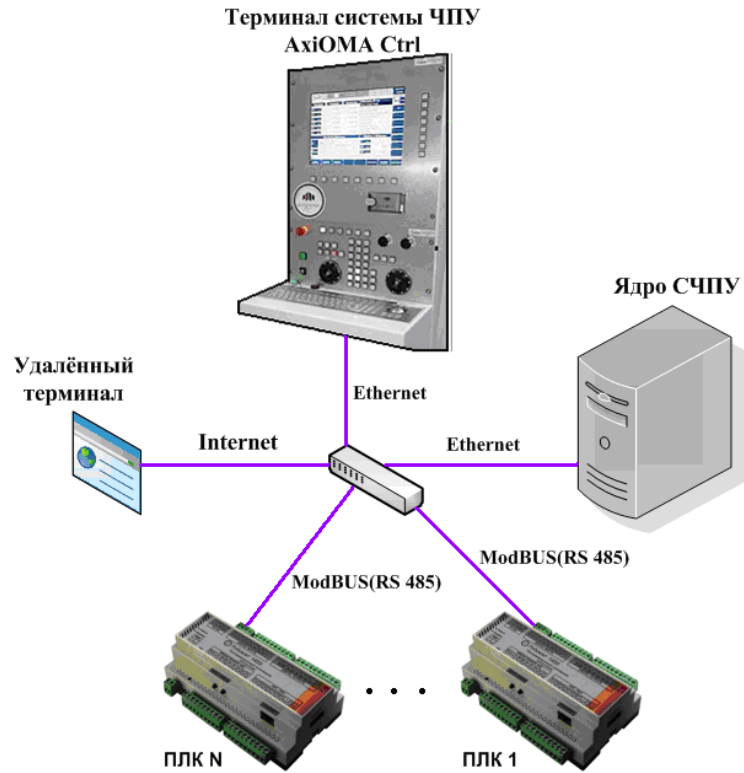 Терминал системы ЧПУ
AxiOMA Ctrl
Ядро СЧПУ
Удалённый
терминал
Ethernet
Internet
Ethernet
ModBUS(RS 485)
ModBUS(RS 485)
. . .
ПЛК N
ПЛК 1